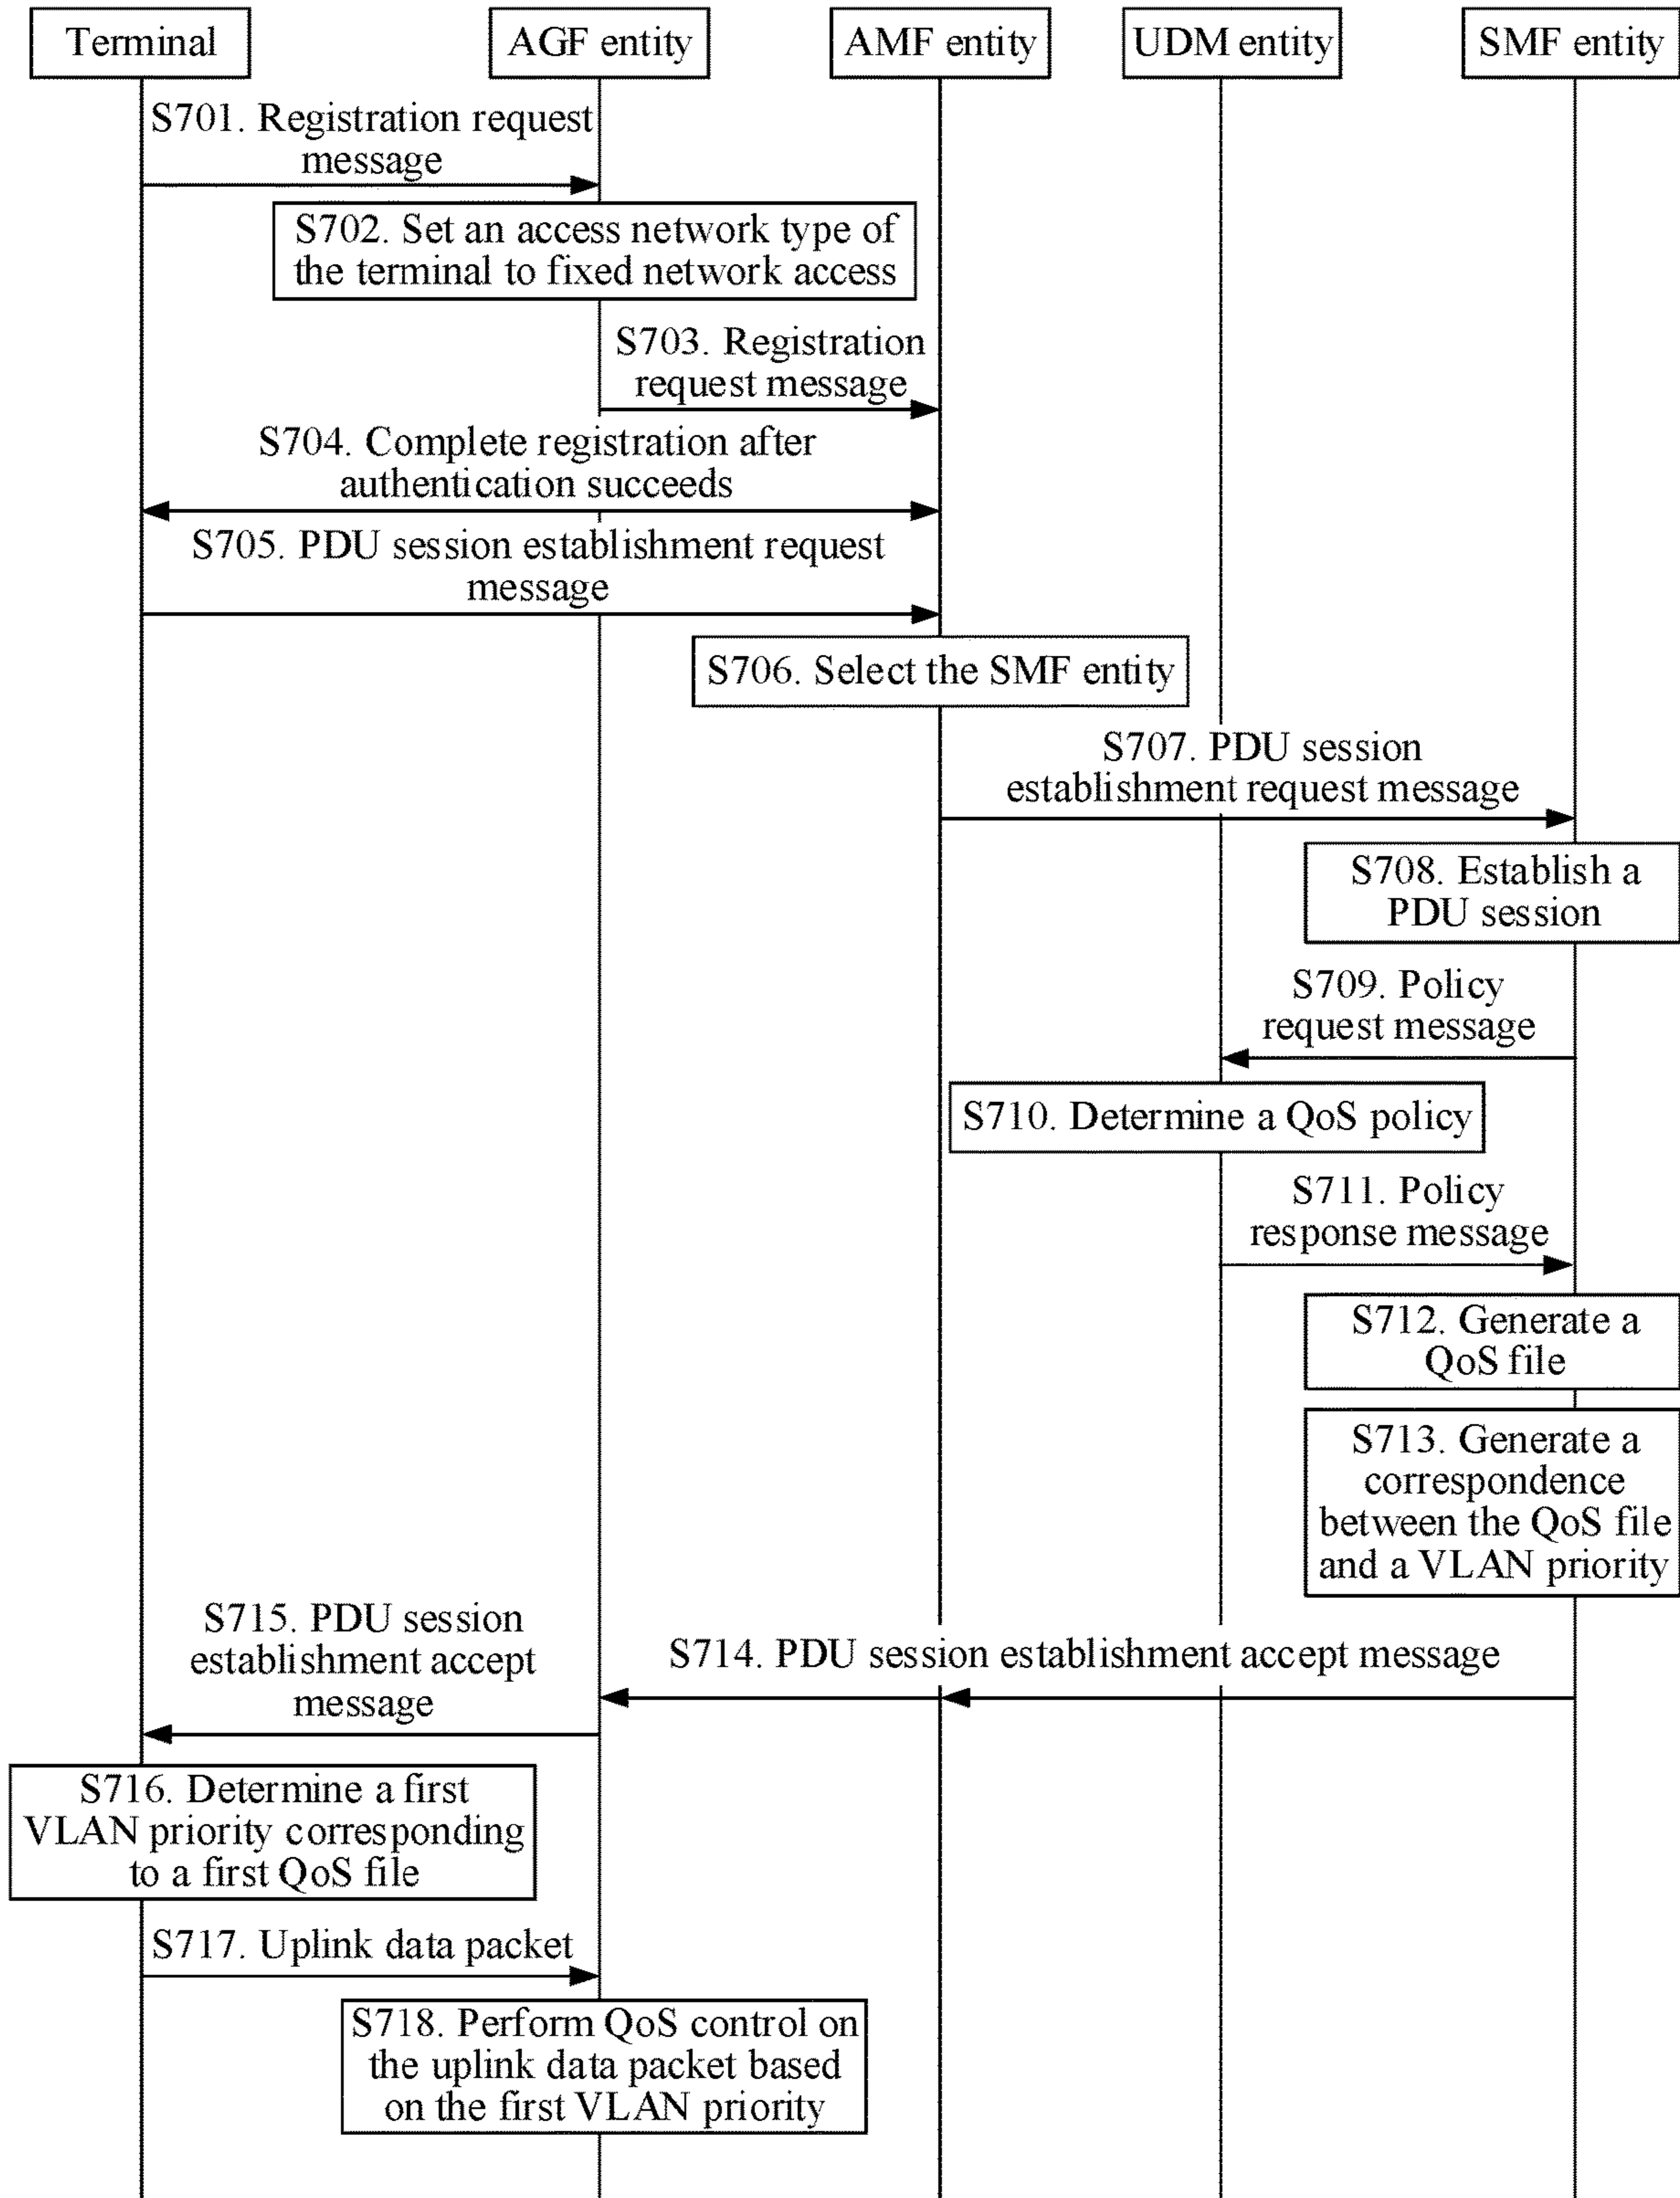 Terminal
AGF entity
AMF entity
UDM entity
SMF entity
S701. Registration request
message
S702. Set an access network type of
the terminal to fixed network access
S703. Registration
request message
S704. Complete registration after
authentication succeeds
S705. PDU session establishment request
message
S706. Select the SMF entity
S707. PDU session
establishment request message
S708. Establish a
PDU session
S709. Policy
request message
S710. Determine a QoS policy
S711. Policy
response message
S712. Generate a
QoS file
S713. Generate a
correspondence
between the QoS file
and a VLAN priority
S714. PDU session establishment accept message
S715. PDU session
establishment accept
message
S716. Determine a first
VLAN priority corresponding
to a first QoS file
S717. Uplink data packet
S718. Perform QoS control on
the uplink data packet based
on the first VLAN priority